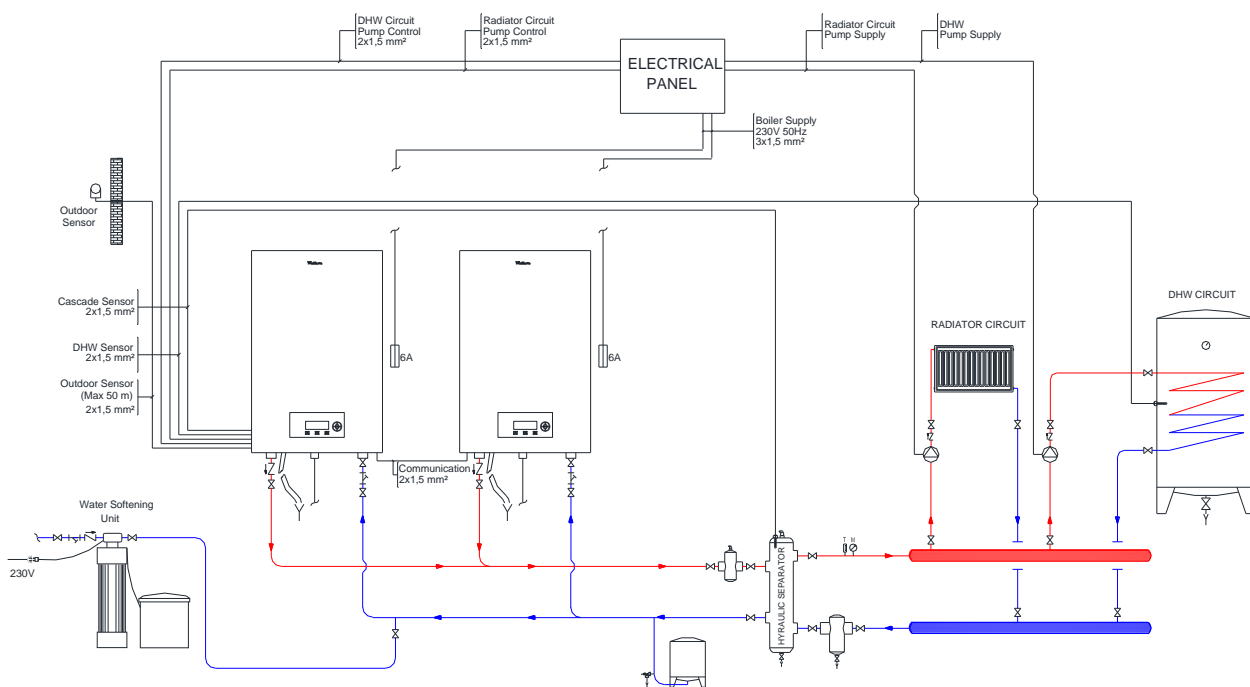 DHW Circuit
Pump Control
2x1,5 mm²
Radiator Circuit
Pump Control
2x1,5 mm²
Radiator Circuit
Pump Supply
DHW
Pump Supply
ELECTRICAL
PANEL
Boiler Supply
230V 50Hz
3x1,5 mm²
Outdoor
Sensor
Cascade Sensor
2x1,5 mm²
DHW Sensor
2x1,5 mm²
Outdoor Sensor
(Max 50 m)
2x1,5 mm²
6A
6A
DHW CIRCUIT
RADIATOR CIRCUIT
Communication
2x1,5 mm²
Water Softening
Unit
230V
T M
HYRAULIC SEPARATOR